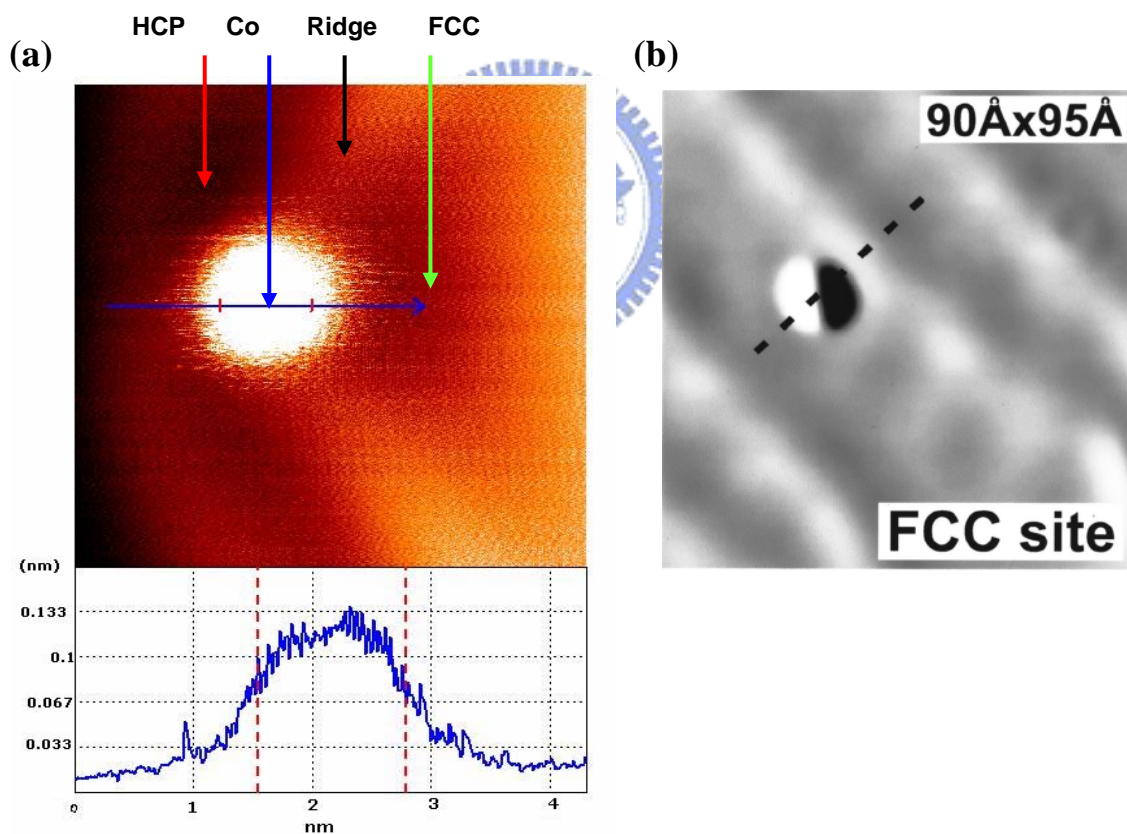 HCP Co Ridge FCC
(a)
(b)
90Åx95Å
FCC site
(nm)
0.133
0.1
0.067
0.033
0 1 2 3 4
nm